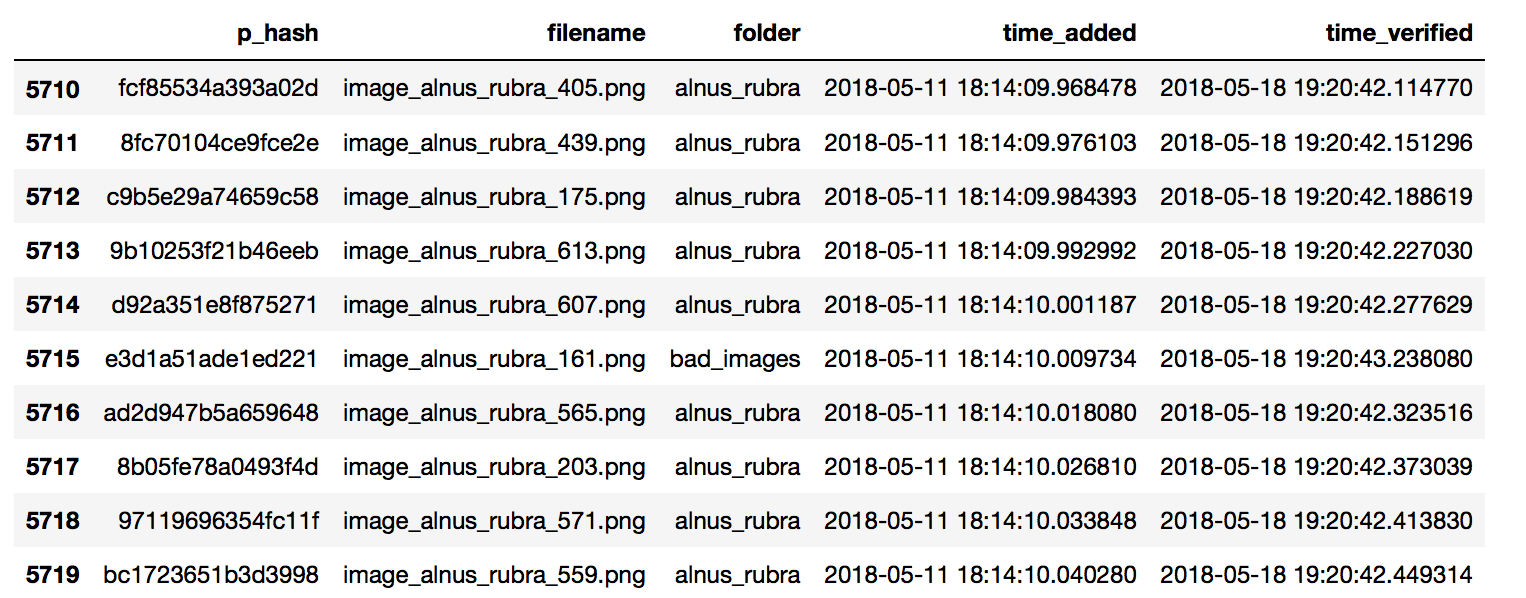 p_hash filename folder time_added time_verified
5710 fcf85534a393a02d image_alnus_rubra_405.png alnus_rubra 2018-05-11 18:14:09.968478 2018-05-18 19:20:42.114770
5711 8fc70104ce9fce2e image_alnus_rubra_439.png alnus_rubra 2018-05-11 18:14:09.976103 2018-05-18 19:20:42.151296
5712 c9b5e29a74659c58 image_alnus_rubra_175.png alnus_rubra 2018-05-11 18:14:09.984393 2018-05-18 19:20:42.188619
5713 9b10253f21b46eeb image_alnus_rubra_613.png alnus_rubra 2018-05-11 18:14:09.992992 2018-05-18 19:20:42.227030
5714 d92a351e8f875271 image_alnus_rubra_607.png alnus_rubra 2018-05-11 18:14:10.001187 2018-05-18 19:20:42.277629
5715 e3d1a51ade1ed221 image_alnus_rubra_161.png bad_images 2018-05-11 18:14:10.009734 2018-05-18 19:20:43.238080
5716 ad2d947b5a659648 image_alnus_rubra_565.png alnus_rubra 2018-05-11 18:14:10.018080 2018-05-18 19:20:42.323516
5717 8b05fe78a0493f4d image_alnus_rubra_203.png alnus_rubra 2018-05-11 18:14:10.026810 2018-05-18 19:20:42.373039
5718 97119696354fc11f image_alnus_rubra_571.png alnus_rubra 2018-05-11 18:14:10.033848 2018-05-18 19:20:42.413830
5719 bc1723651b3d3998 image_alnus_rubra_559.png alnus_rubra 2018-05-11 18:14:10.040280 2018-05-18 19:20:42.449314